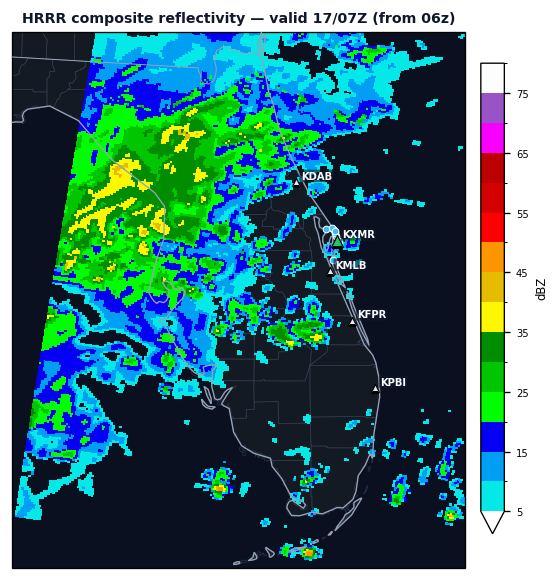 HRRR composite reflectivity — valid 17/07Z (from 06z)
KDAB
KXMR
KMLB
KFPR
KPBI
75
65
55
45
35
25
15
5
dBZ